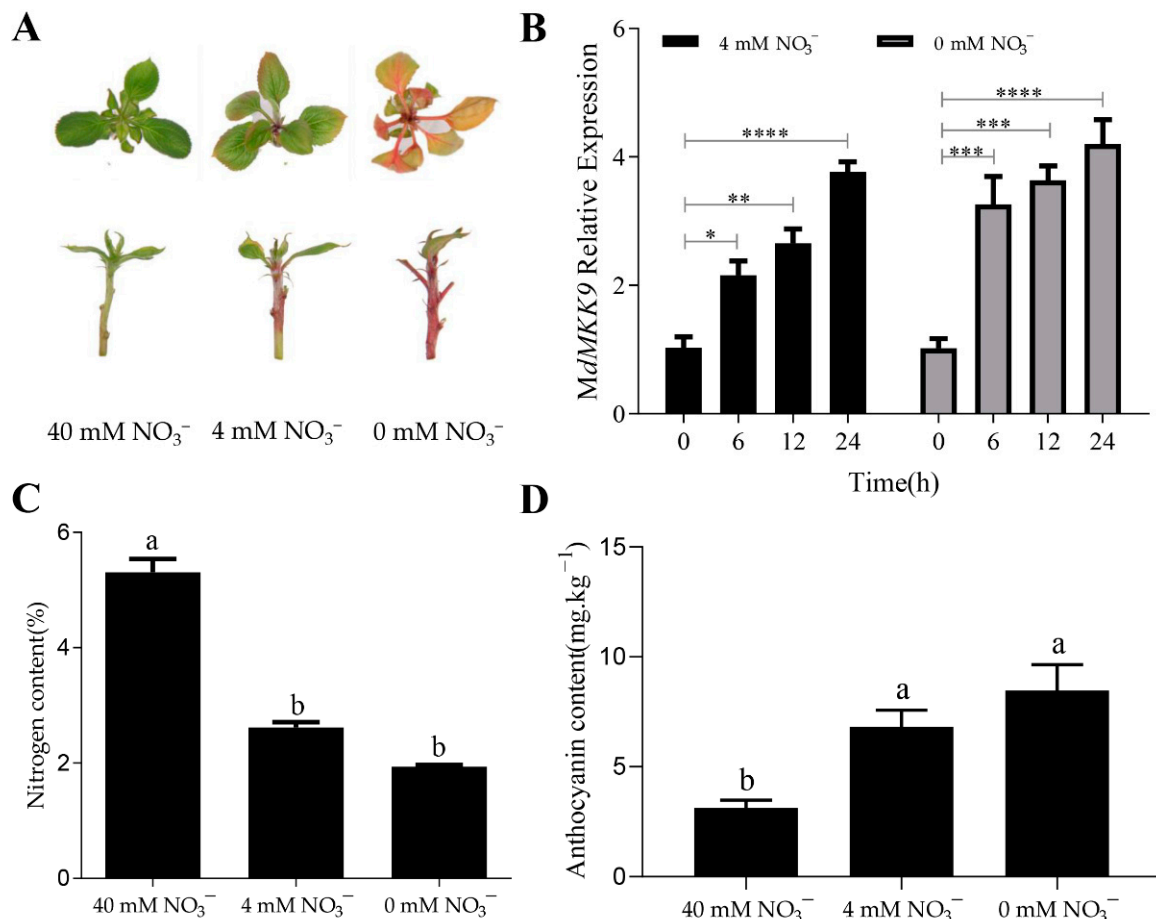 A
40 mM NO₃⁻ 4 mM NO₃⁻ 0 mM NO₃⁻
B
4 mM NO₃⁻ 0 mM NO₃⁻
MdMKK9 Relative Expression
6
4
2
0
* ** ****
*** *** ****
0 6 12 24 0 6 12 24
Time(h)
C
Nitrogen content(%)
6
4
2
0
a b b
40 mM NO₃⁻ 4 mM NO₃⁻ 0 mM NO₃⁻
D
Anthocyanin content(mg.kg⁻¹)
15
10
5
0
b a a
40 mM NO₃⁻ 4 mM NO₃⁻ 0 mM NO₃⁻